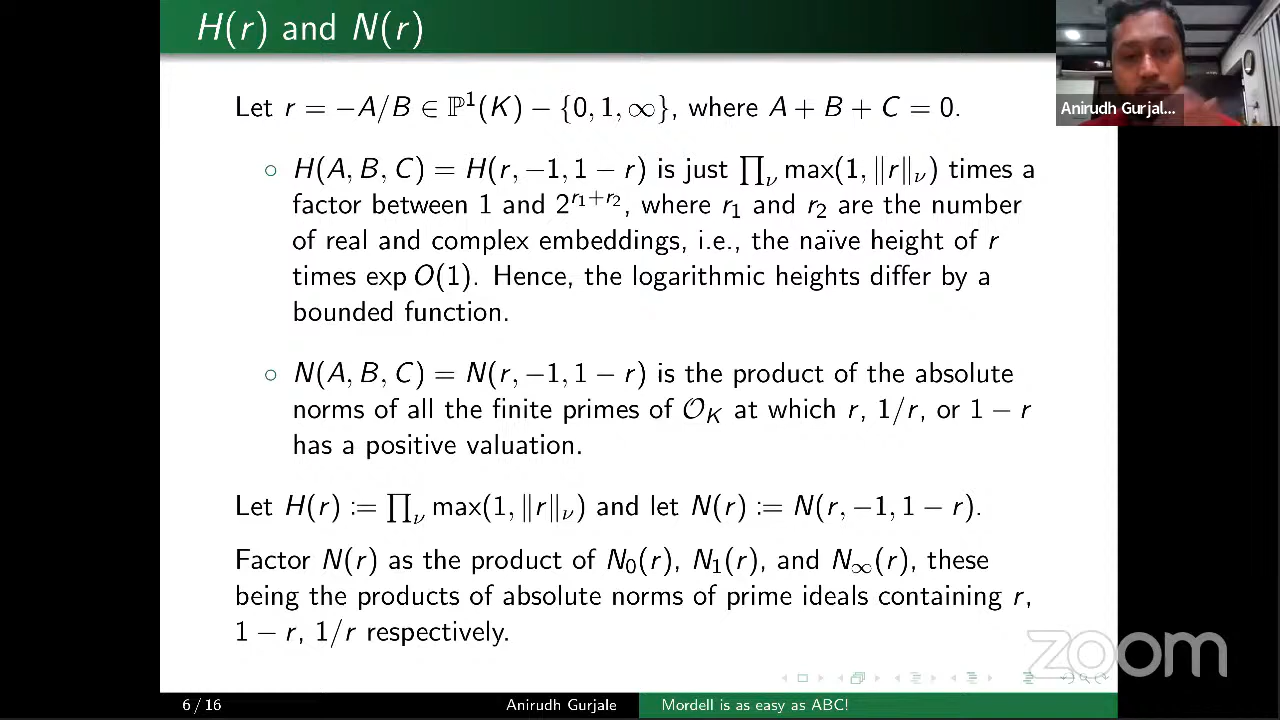 H(r) and N(r)
Anirudh Gurjal...
Let r = −A/B ∈ ℙ¹(K) − {0, 1, ∞}, where A + B + C = 0.
○ H(A, B, C) = H(r, −1, 1 − r) is just ∏ᵥ max(1, ‖r‖ᵥ) times a
factor between 1 and 2^{r₁+r₂}, where r₁ and r₂ are the number
of real and complex embeddings, i.e., the naïve height of r
times exp O(1). Hence, the logarithmic heights differ by a
bounded function.
○ N(A, B, C) = N(r, −1, 1 − r) is the product of the absolute
norms of all the finite primes of 𝒪_K at which r, 1/r, or 1 − r
has a positive valuation.
Let H(r) := ∏ᵥ max(1, ‖r‖ᵥ) and let N(r) := N(r, −1, 1 − r).
Factor N(r) as the product of N₀(r), N₁(r), and N_∞(r), these
being the products of absolute norms of prime ideals containing r,
1 − r, 1/r respectively.
zoom
6 / 16
Anirudh Gurjale
Mordell is as easy as ABC!